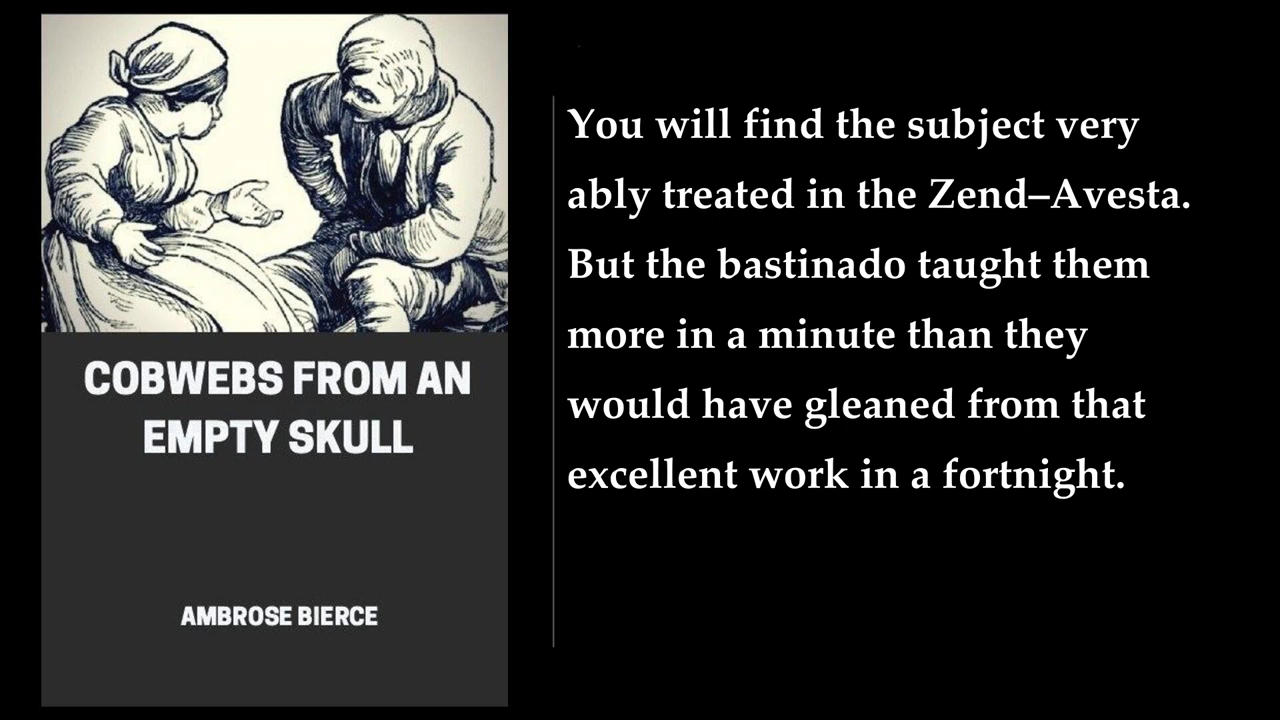 COBWEBS FROM AN
EMPTY SKULL
AMBROSE BIERCE
You will find the subject very
ably treated in the Zend–Avesta.
But the bastinado taught them
more in a minute than they
would have gleaned from that
excellent work in a fortnight.